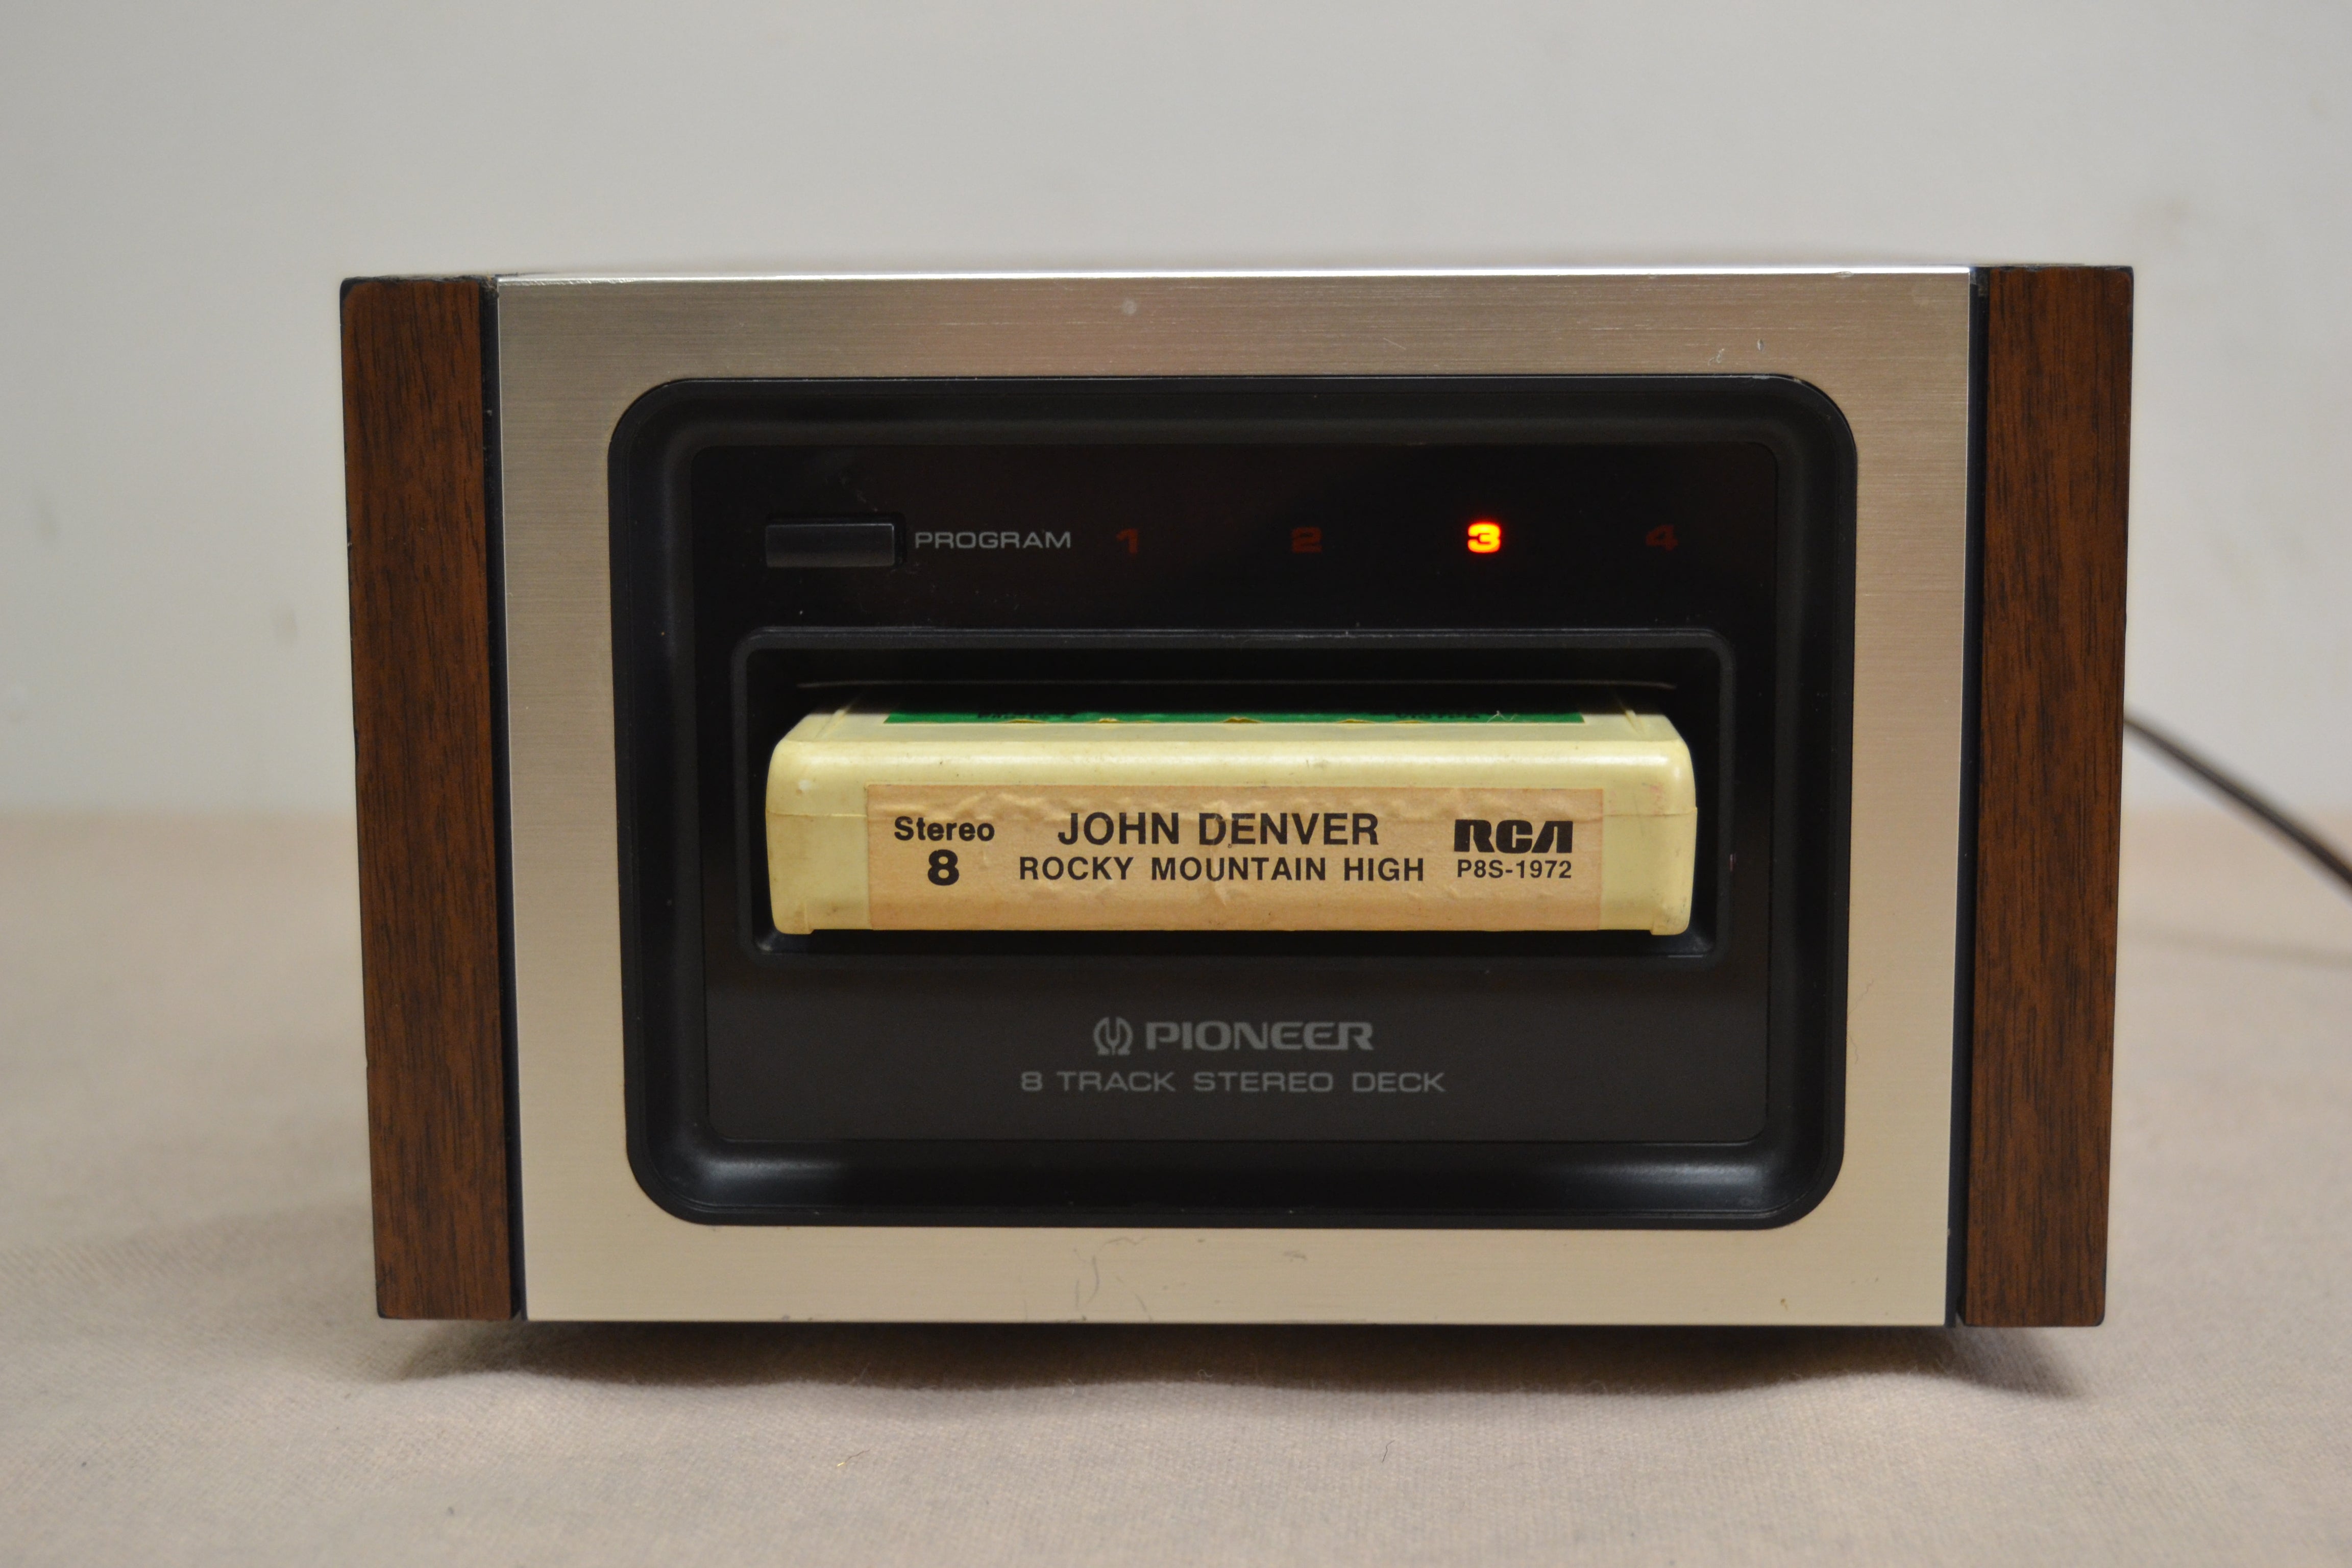 PROGRAM 1 2 3 4
Stereo 8
JOHN DENVER
ROCKY MOUNTAIN HIGH
RCA
P8S-1972
PIONEER
8 TRACK STEREO DECK